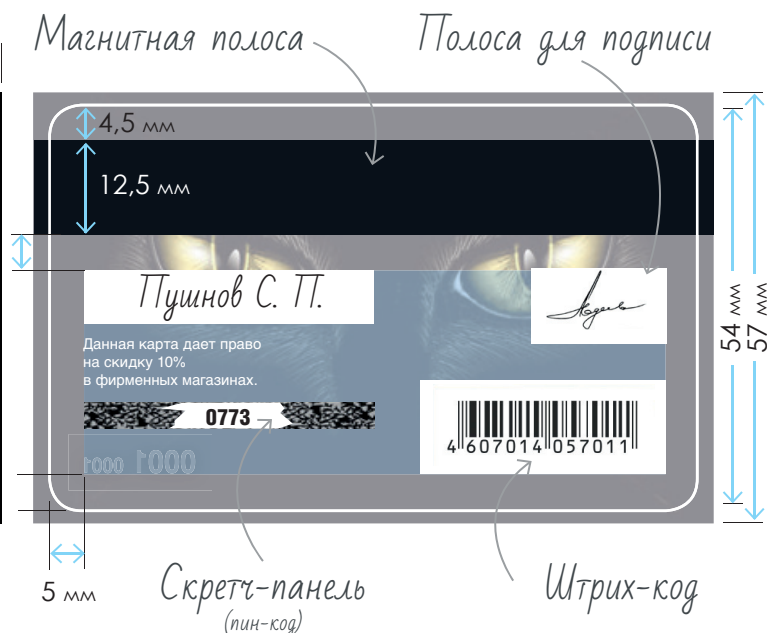 Магнитная полоса
Полоса для подписи
4,5 мм
12,5 мм
Пушнов С. П.
Данная карта дает право
на скидку 10%
в фирменных магазинах.
0773
0001 0001
4 607014 057011
54 мм
57 мм
5 мм
Скретч-панель
(пин-код)
Штрих-код